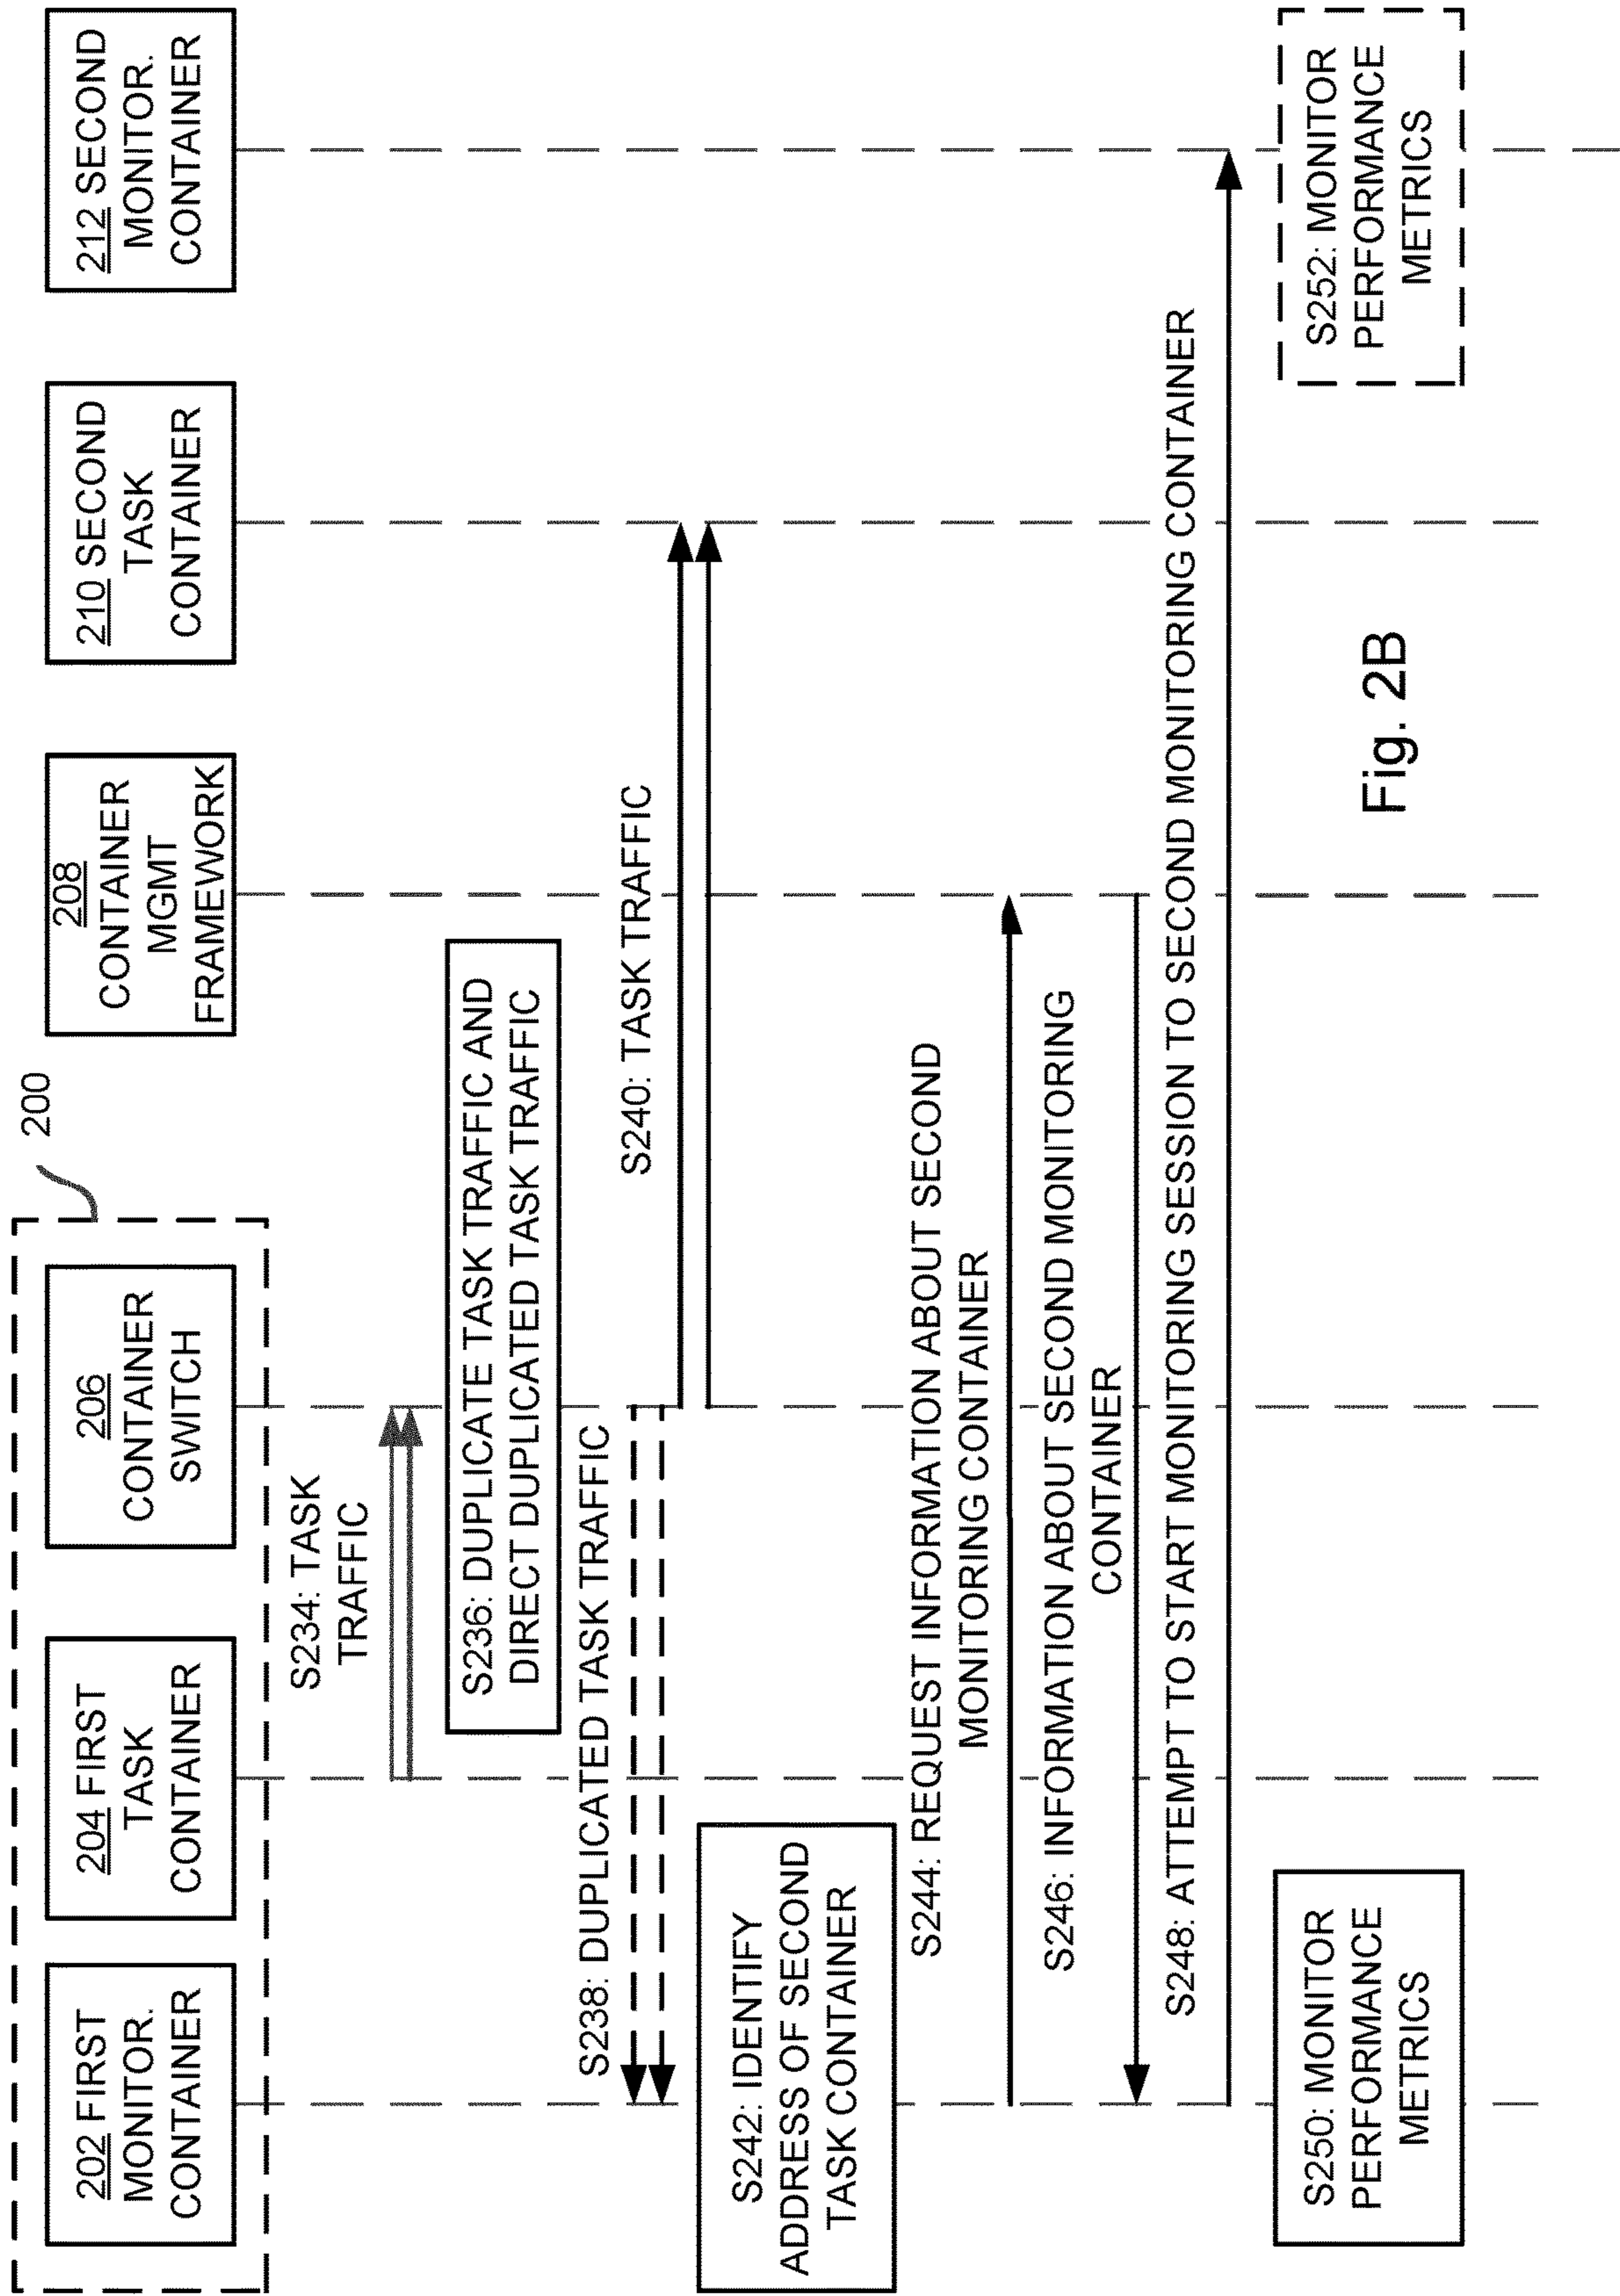 200
202 FIRST
MONITOR.
CONTAINER
204 FIRST
TASK
CONTAINER
206
CONTAINER
SWITCH
208
CONTAINER
MGMT
FRAMEWORK
210 SECOND
TASK
CONTAINER
212 SECOND
MONITOR.
CONTAINER
S234: TASK
TRAFFIC
S236: DUPLICATE TASK TRAFFIC AND
DIRECT DUPLICATED TASK TRAFFIC
S238: DUPLICATED TASK TRAFFIC
S240: TASK TRAFFIC
S242: IDENTIFY
ADDRESS OF SECOND
TASK CONTAINER
S244: REQUEST INFORMATION ABOUT SECOND
MONITORING CONTAINER
S246: INFORMATION ABOUT SECOND MONITORING
CONTAINER
S248: ATTEMPT TO START MONITORING SESSION TO SECOND MONITORING CONTAINER
S250: MONITOR
PERFORMANCE
METRICS
S252: MONITOR
PERFORMANCE
METRICS
Fig. 2B